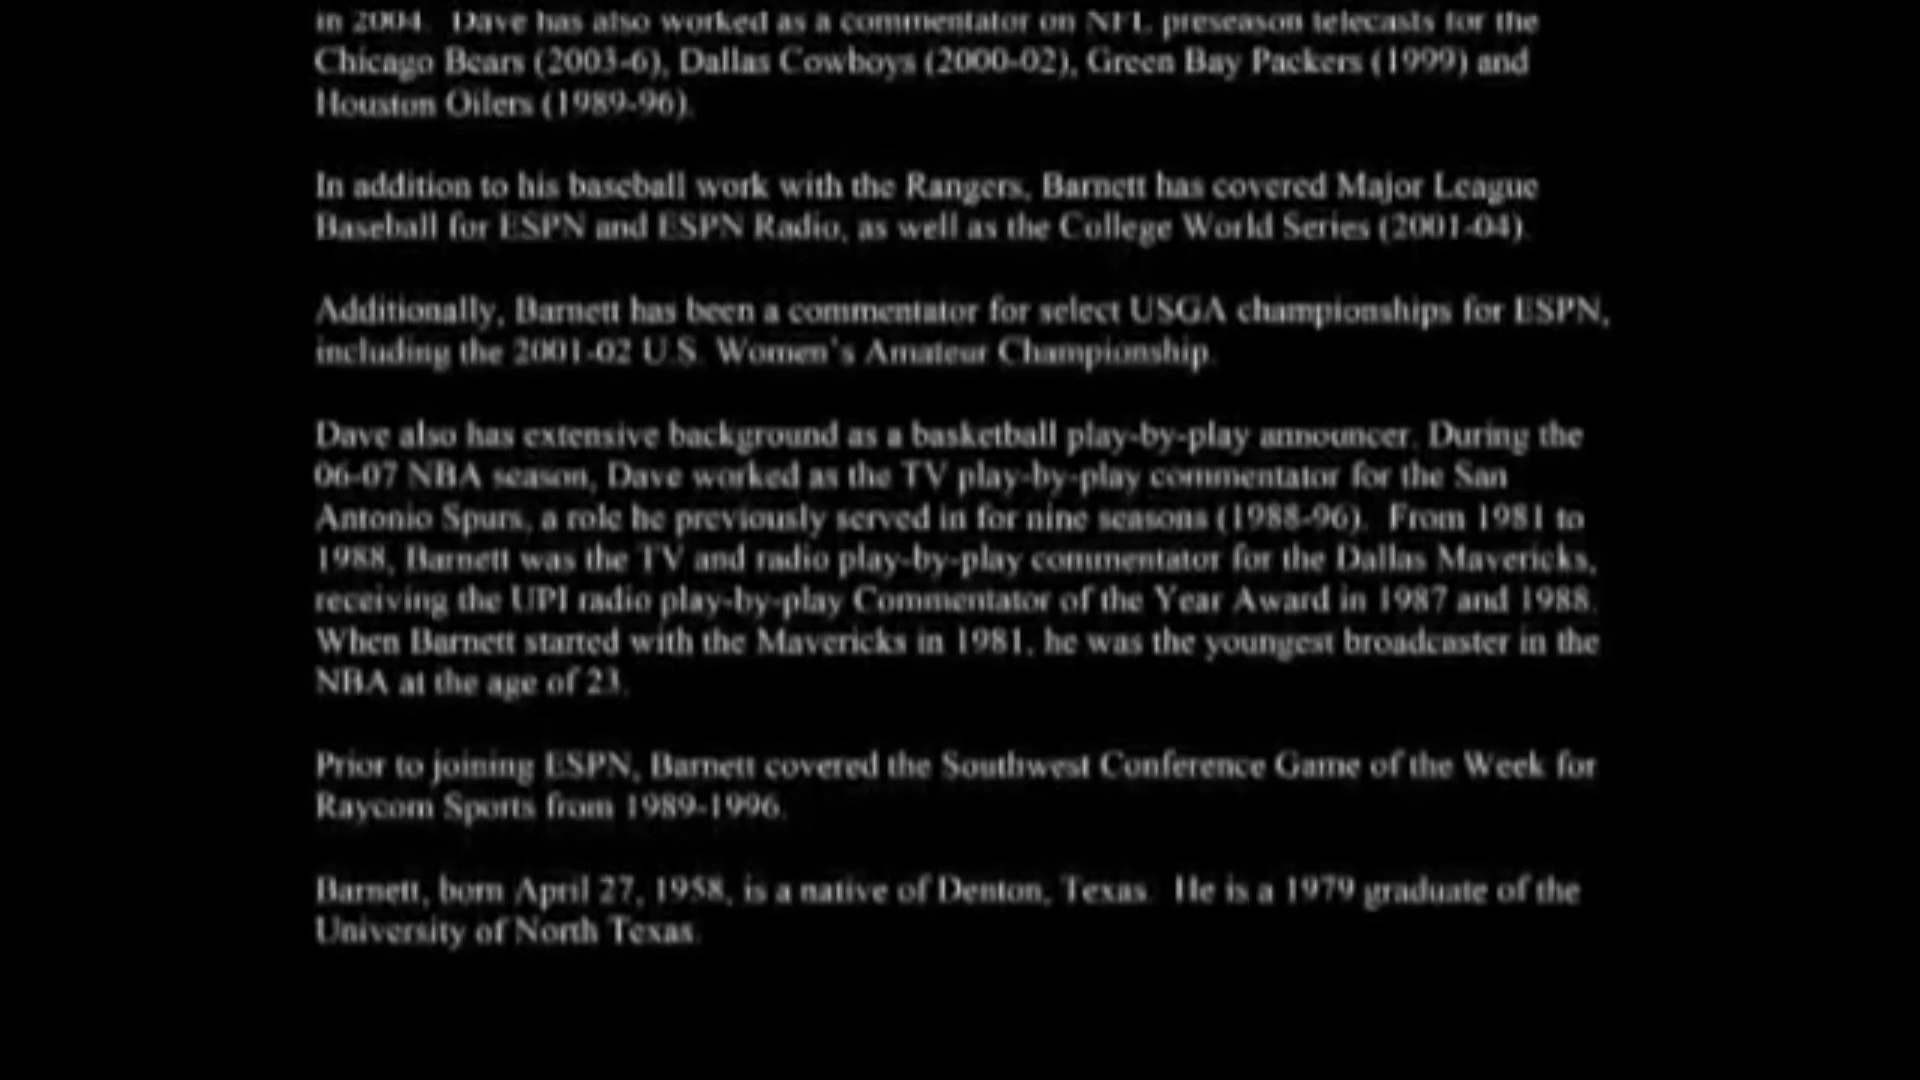 in 2004.  Dave has also worked as a commentator on NFL preseason telecasts for the
Chicago Bears (2003-6), Dallas Cowboys (2000-02), Green Bay Packers (1999) and
Houston Oilers (1989-96).
In addition to his baseball work with the Rangers, Barnett has covered Major League
Baseball for ESPN and ESPN Radio, as well as the College World Series (2001-04).
Additionally, Barnett has been a commentator for select USGA championships for ESPN,
including the 2001-02 U.S. Women's Amateur Championship.
Dave also has extensive background as a basketball play-by-play announcer. During the
06-07 NBA season, Dave worked as the TV play-by-play commentator for the San
Antonio Spurs, a role he previously served in for nine seasons (1988-96).  From 1981 to
1988, Barnett was the TV and radio play-by-play commentator for the Dallas Mavericks,
receiving the UPI radio play-by-play Commentator of the Year Award in 1987 and 1988.
When Barnett started with the Mavericks in 1981, he was the youngest broadcaster in the
NBA at the age of 23.
Prior to joining ESPN, Barnett covered the Southwest Conference Game of the Week for
Raycom Sports from 1989-1996.
Barnett, born April 27, 1958, is a native of Denton, Texas.  He is a 1979 graduate of the
University of North Texas.